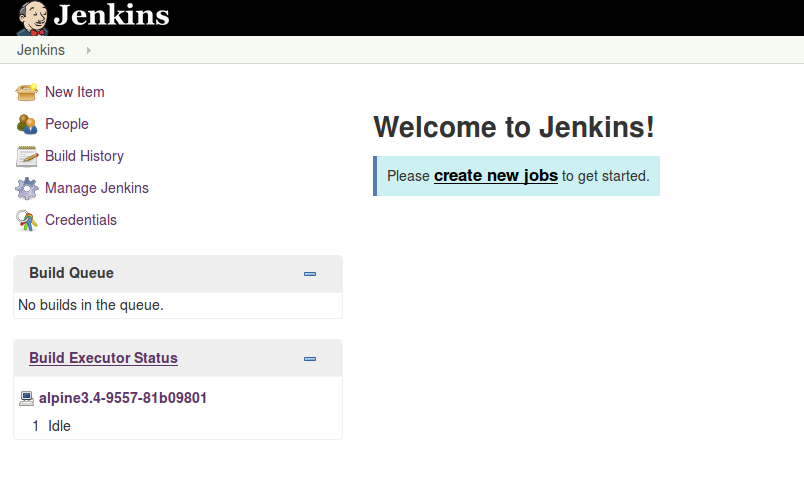 Jenkins
Jenkins
New Item
People
Build History
Manage Jenkins
Credentials
Build Queue
No builds in the queue.
Build Executor Status
alpine3.4-9557-81b09801
1 Idle
Welcome to Jenkins!
Please create new jobs to get started.